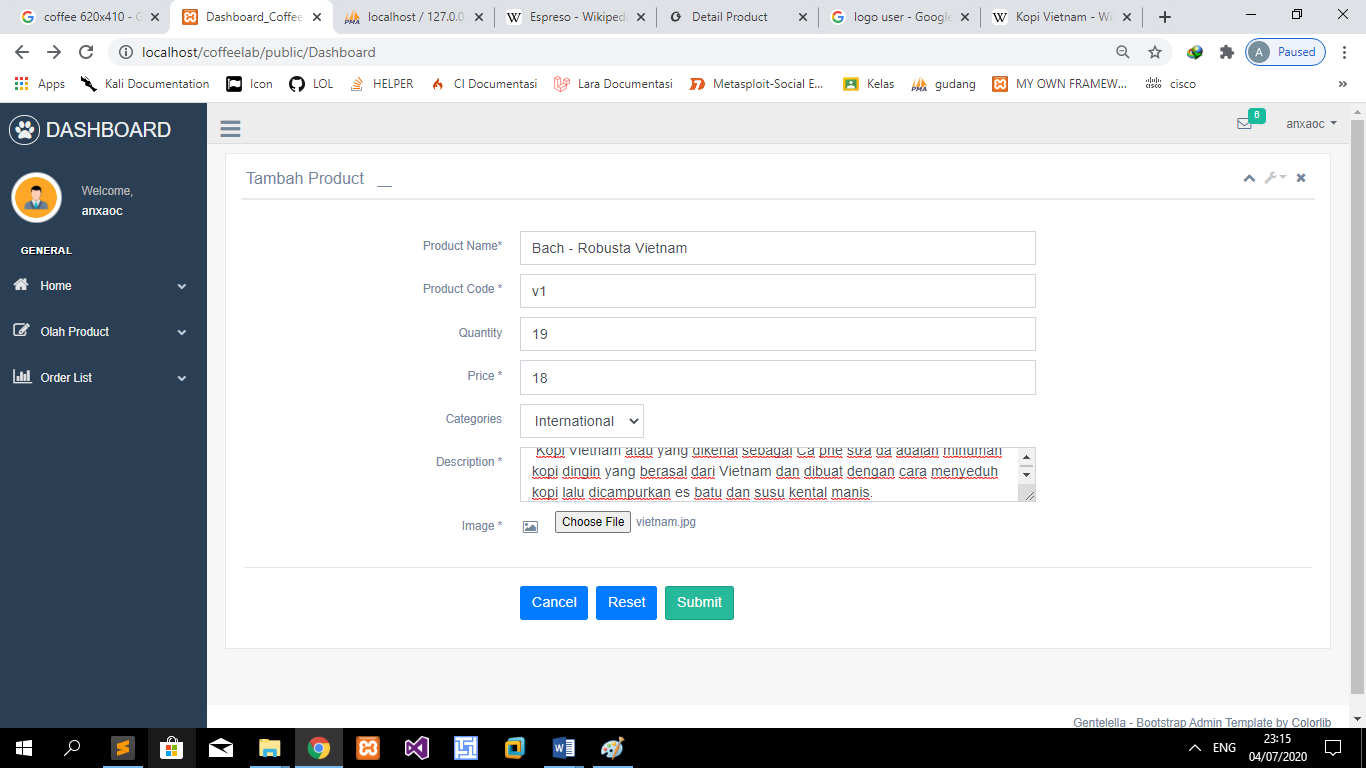 coffee 620x410 - G
Dashboard_Coffee
localhost / 127.0.0
Espreso - Wikiped
Detail Product
logo user - Google
Kopi Vietnam - Wi
localhost/coffeelab/public/Dashboard
A Paused
Apps
Kali Documentation
Icon
LOL
HELPER
CI Documentasi
Lara Documentasi
Metasploit-Social E...
Kelas
gudang
MY OWN FRAMEW...
cisco
»
DASHBOARD
6
anxaoc
Welcome,
anxaoc
GENERAL
Home
Olah Product
Order List
Tambah Product
Product Name* Bach - Robusta Vietnam
Product Code * v1
Quantity 19
Price * 18
Categories International
Description * Kopi Vietnam atau yang dikenal sebagai Ca phe sưa da adalah minuman
kopi dingin yang berasal dari Vietnam dan dibuat dengan cara menyeduh
kopi lalu dicampurkan es batu dan susu kental manis.
Image * Choose File vietnam.jpg
Cancel Reset Submit
Gentelella - Bootstrap Admin Template by Colorlib
ENG
23:15
04/07/2020